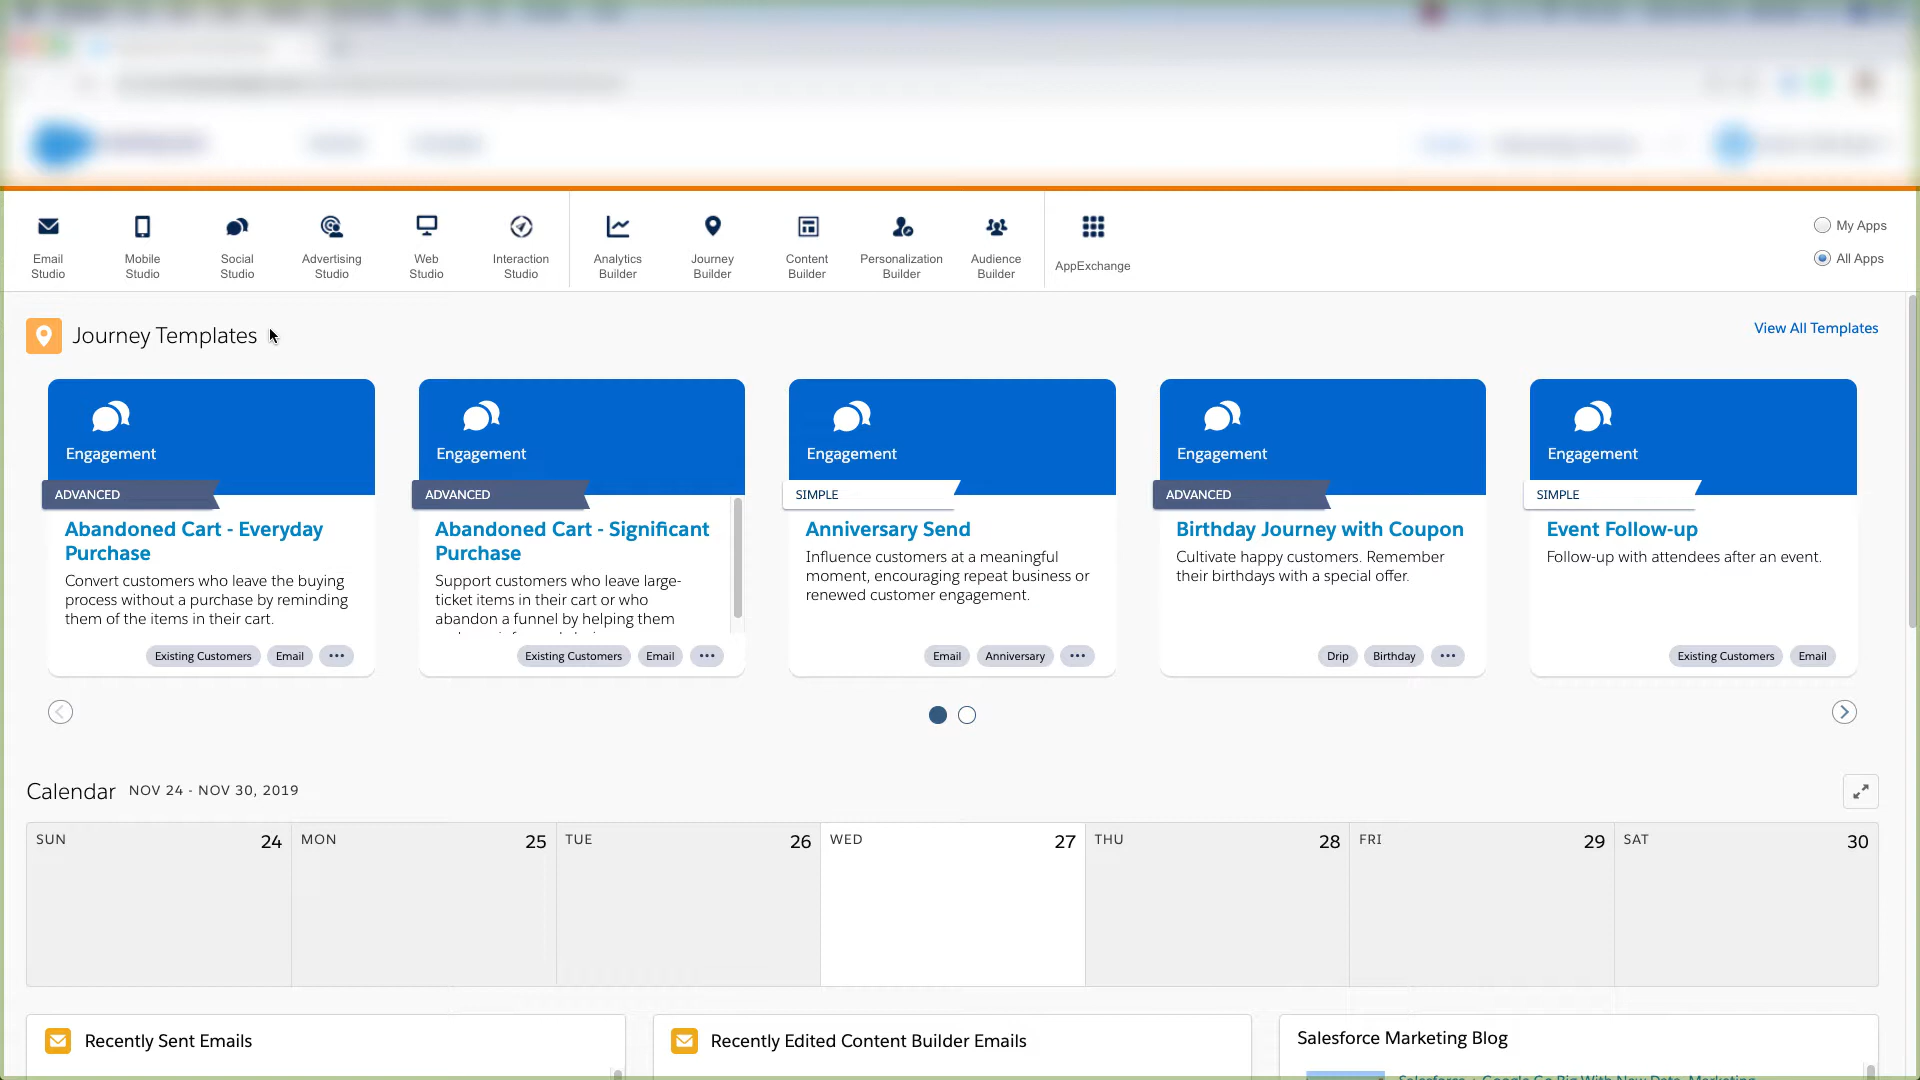 Email Studio
Mobile Studio
Social Studio
Advertising Studio
Web Studio
Interaction Studio
Analytics Builder
Journey Builder
Content Builder
Personalization Builder
Audience Builder
AppExchange
My Apps
All Apps
Journey Templates
View All Templates
Engagement
ADVANCED
Abandoned Cart - Everyday
Purchase
Convert customers who leave the buying
process without a purchase by reminding
them of the items in their cart.
Existing Customers Email •••
Engagement
ADVANCED
Abandoned Cart - Significant
Purchase
Support customers who leave large-
ticket items in their cart or who
abandon a funnel by helping them
Existing Customers Email •••
Engagement
SIMPLE
Anniversary Send
Influence customers at a meaningful
moment, encouraging repeat business or
renewed customer engagement.
Email Anniversary •••
Engagement
ADVANCED
Birthday Journey with Coupon
Cultivate happy customers. Remember
their birthdays with a special offer.
Drip Birthday •••
Engagement
SIMPLE
Event Follow-up
Follow-up with attendees after an event.
Existing Customers Email
Calendar NOV 24 - NOV 30, 2019
SUN 24 MON 25 TUE 26 WED 27 THU 28 FRI 29 SAT 30
Recently Sent Emails
Recently Edited Content Builder Emails
Salesforce Marketing Blog